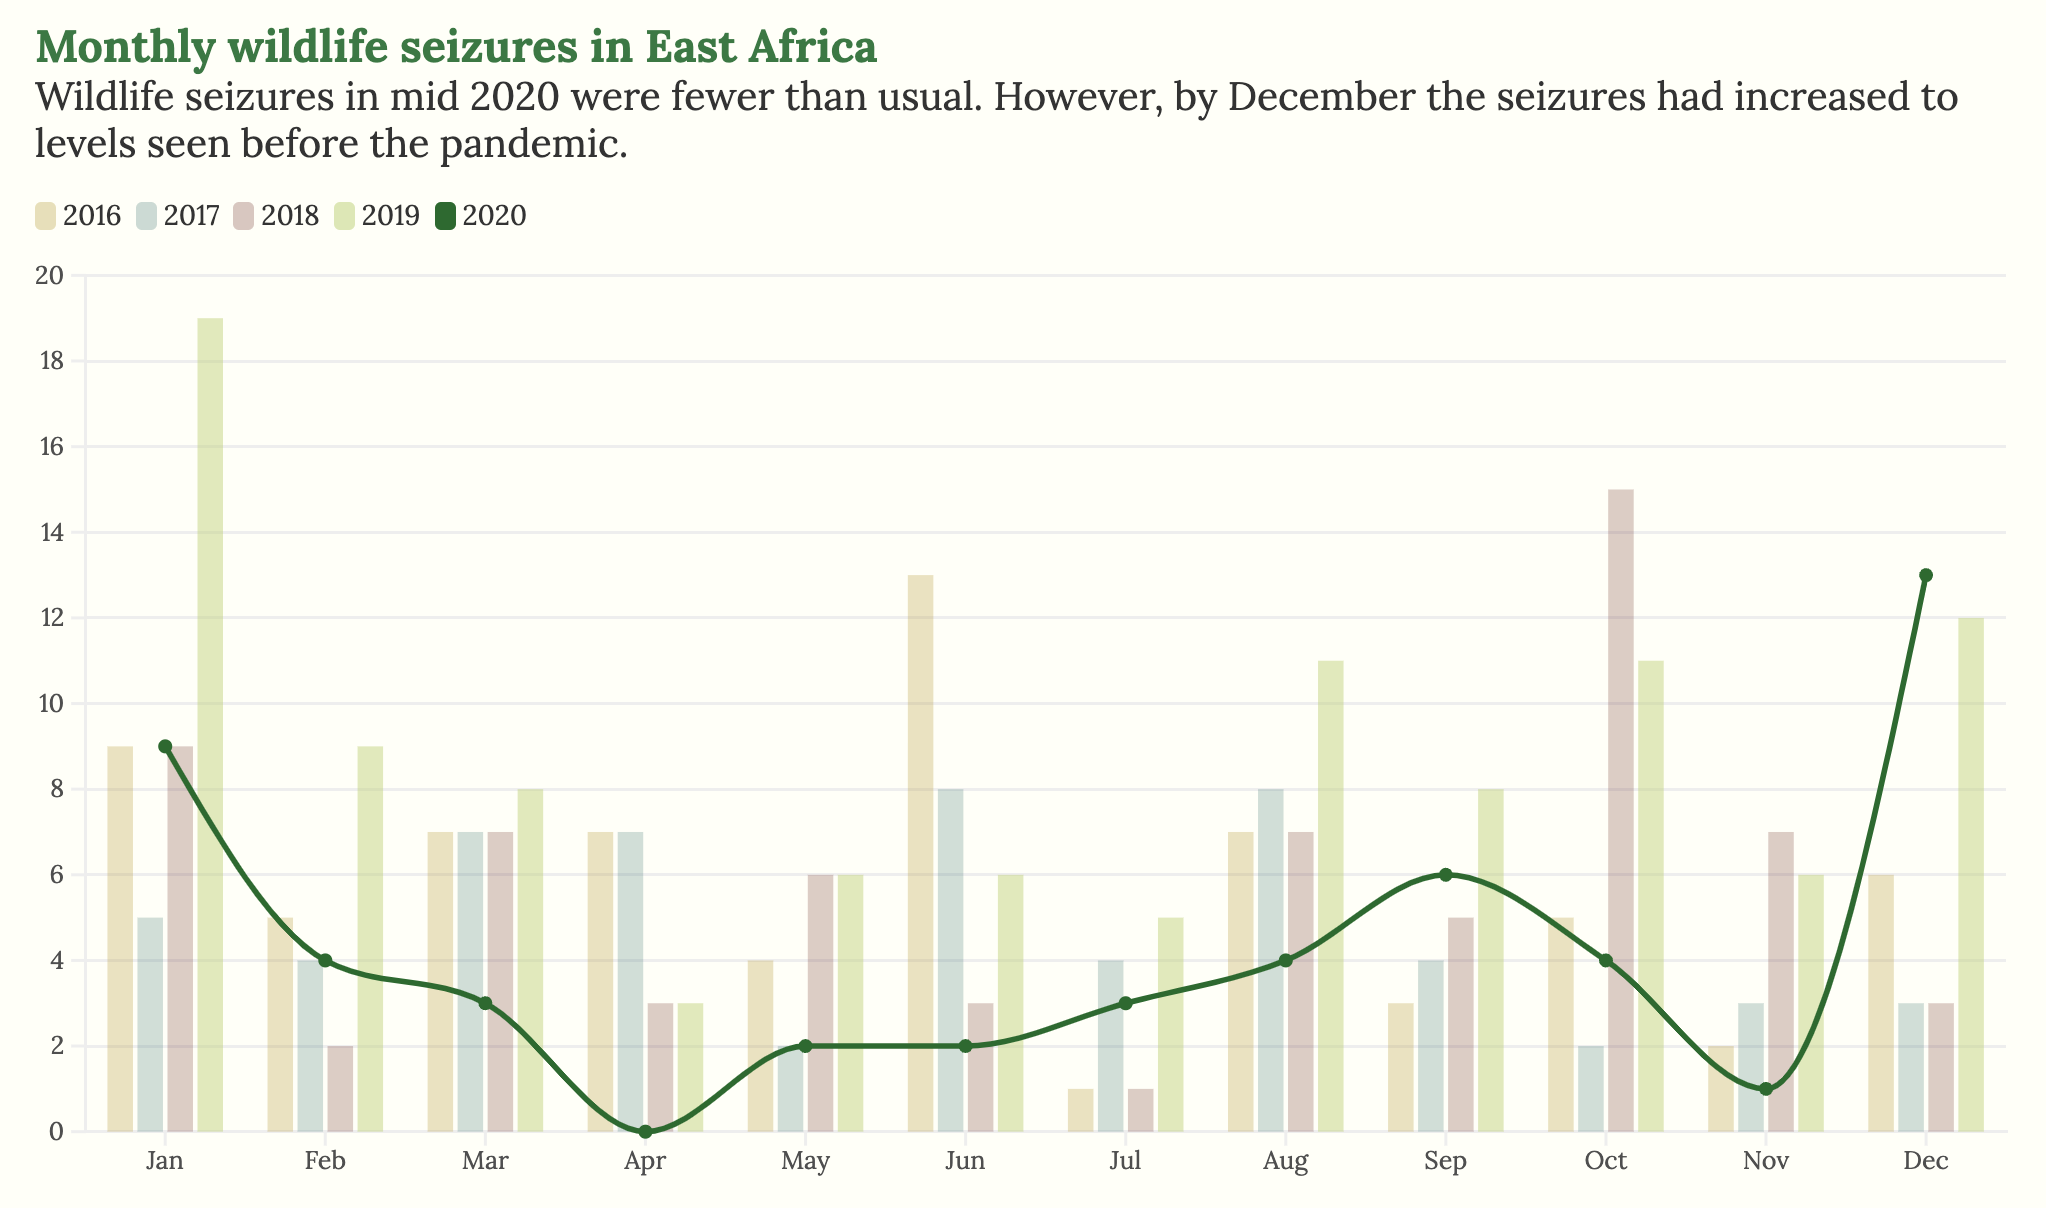 Monthly wildlife seizures in East Africa
Wildlife seizures in mid 2020 were fewer than usual. However, by December the seizures had increased to
levels seen before the pandemic.
2016 2017 2018 2019 2020
20
18
16
14
12
10
8
6
4
2
0
Jan Feb Mar Apr May Jun Jul Aug Sep Oct Nov Dec